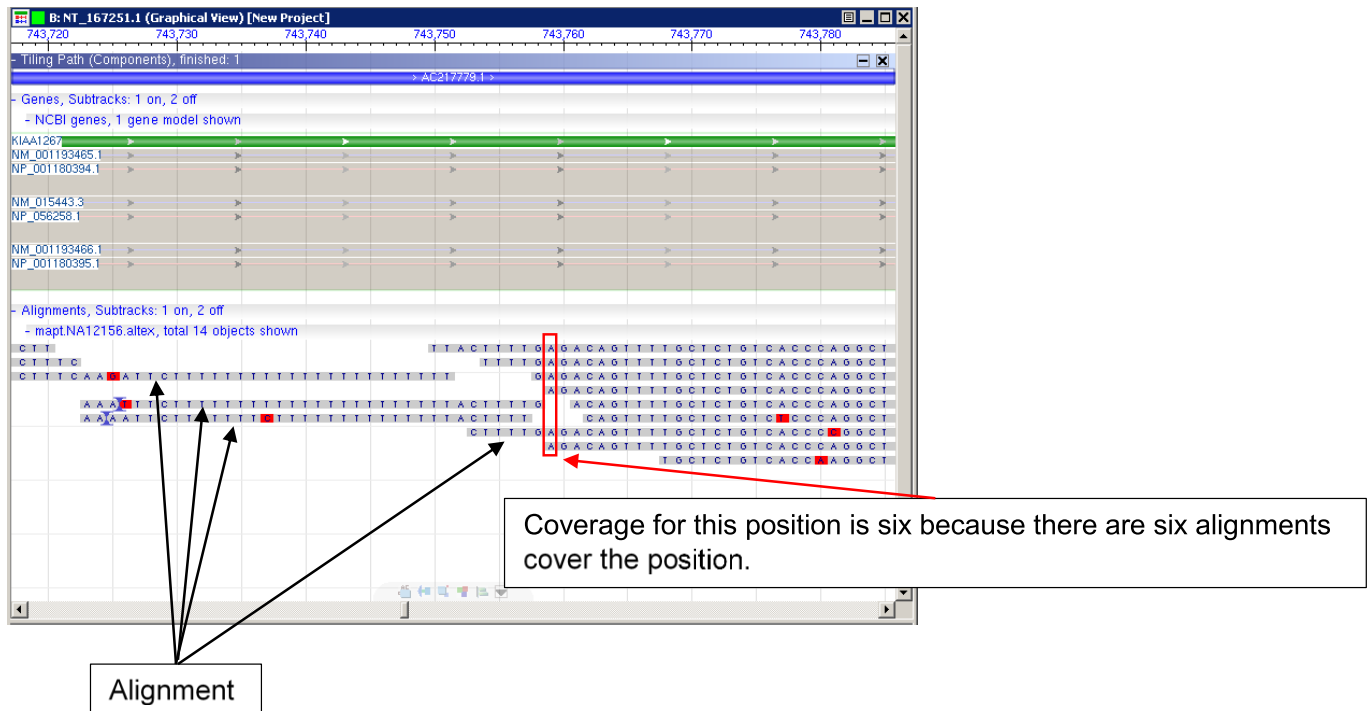 B: NT_167251.1 (Graphical View) [New Project]
743,720 743,730 743,740 743,750 743,760 743,770 743,780
- Tiling Path (Components), finished: 1
> AC217779.1 >
- Genes, Subtracks: 1 on, 2 off
- NCBI genes, 1 gene model shown
KIAA1267
NM_001193465.1
NP_001180394.1
NM_015443.3
NP_056258.1
NM_001193466.1
NP_001180395.1
- Alignments, Subtracks: 1 on, 2 off
- mapt.NA12156.altex, total 14 objects shown
C T T T T A C T T T T G A G A C A G T T T T G C T C T G T C A C C C A G G C T
C T T T C T T T T G A G A C A G T T T T G C T C T G T C A C C C A G G C T
C T T T C A A G A T T C T T T T T T T T T T T T T T T T T T T T T T G A G A C A G T T T T G C T C T G T C A C C C A G G C T
A G A C A G T T T T G C T C T G T C A C C C A G G C T
A A A T T T C T T T T T T T T T T T T T T T T T T T T T T A C T T T T G A C A G T T T T G C T C T G T C A C C C A G G C T
A A A A T T C T T T T T T T C T T T T T T T T T T T T T T A C T T T T C A G T T T T G C T C T G T C T C C C A G G C T
C T T T T G A G A C A G T T T T G C T C T G T C A C C C C G G C T
A G A C A G T T T T G C T C T G T C A C C C A G G C T
T G C T C T G T C A C C A A G G C T
Coverage for this position is six because there are six alignments
cover the position.
Alignment